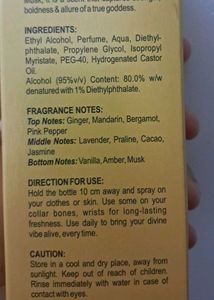 Musk, it is a scent that
boldness & allure of a true goddess.
INGREDIENTS:
Ethyl Alcohol, Perfume, Aqua, Diethyl-
phthalate, Propylene Glycol, Isopropyl
Myristate, PEG-40, Hydrogenated Castor
Oil.
Alcohol (95%v/v) Content: 80.0% w/w
denatured with 1% Diethylphthalate.
FRAGRANCE NOTES:
Top Notes: Ginger, Mandarin, Bergamot,
Pink Pepper
Middle Notes: Lavender, Praline, Cacao,
Jasmine
Bottom Notes: Vanilla, Amber, Musk
DIRECTION FOR USE:
Hold the bottle 10 cm away and spray on
your clothes or skin. Use some on your
collar bones, wrists for long-lasting
freshness. Use daily to bring your divine
vibe alive, every time.
CAUTION:
Store in a cool and dry place, away from
sunlight. Keep out of reach of children.
Rinse immediately with water in case of
contact with eyes.